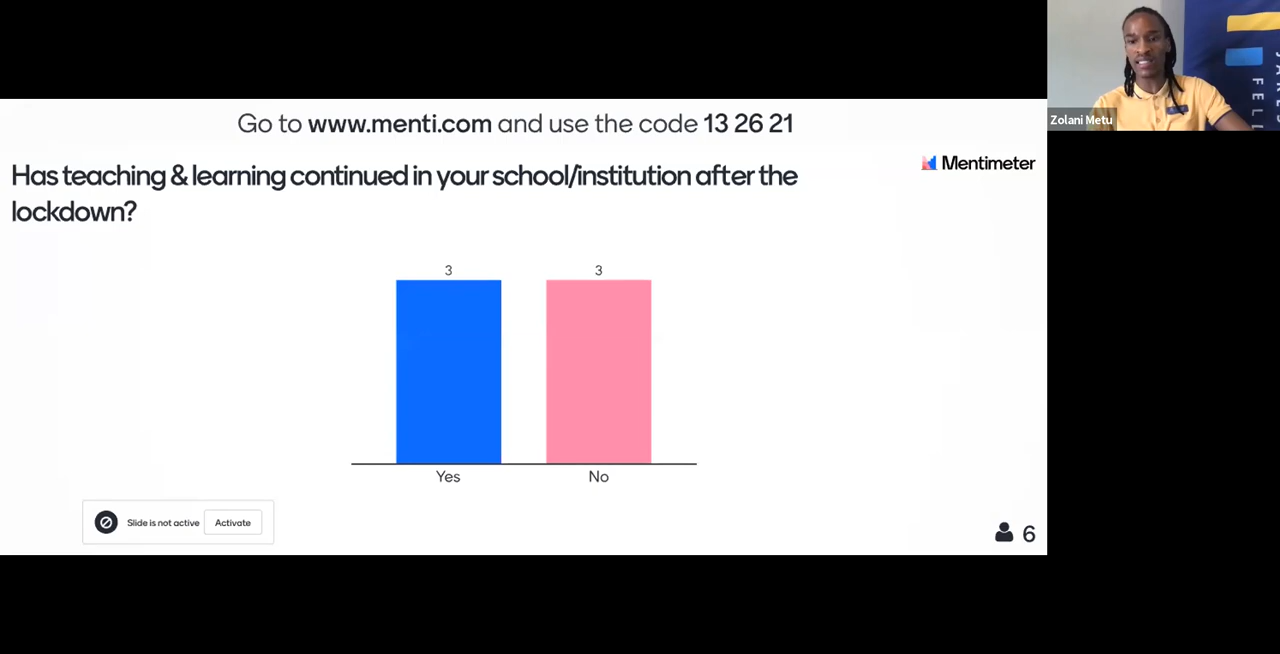 Go to www.menti.com and use the code 13 26 21
Mentimeter
Has teaching & learning continued in your school/institution after the
lockdown?
3
3
Yes
No
Slide is not active
Activate
6
Zolani Metu